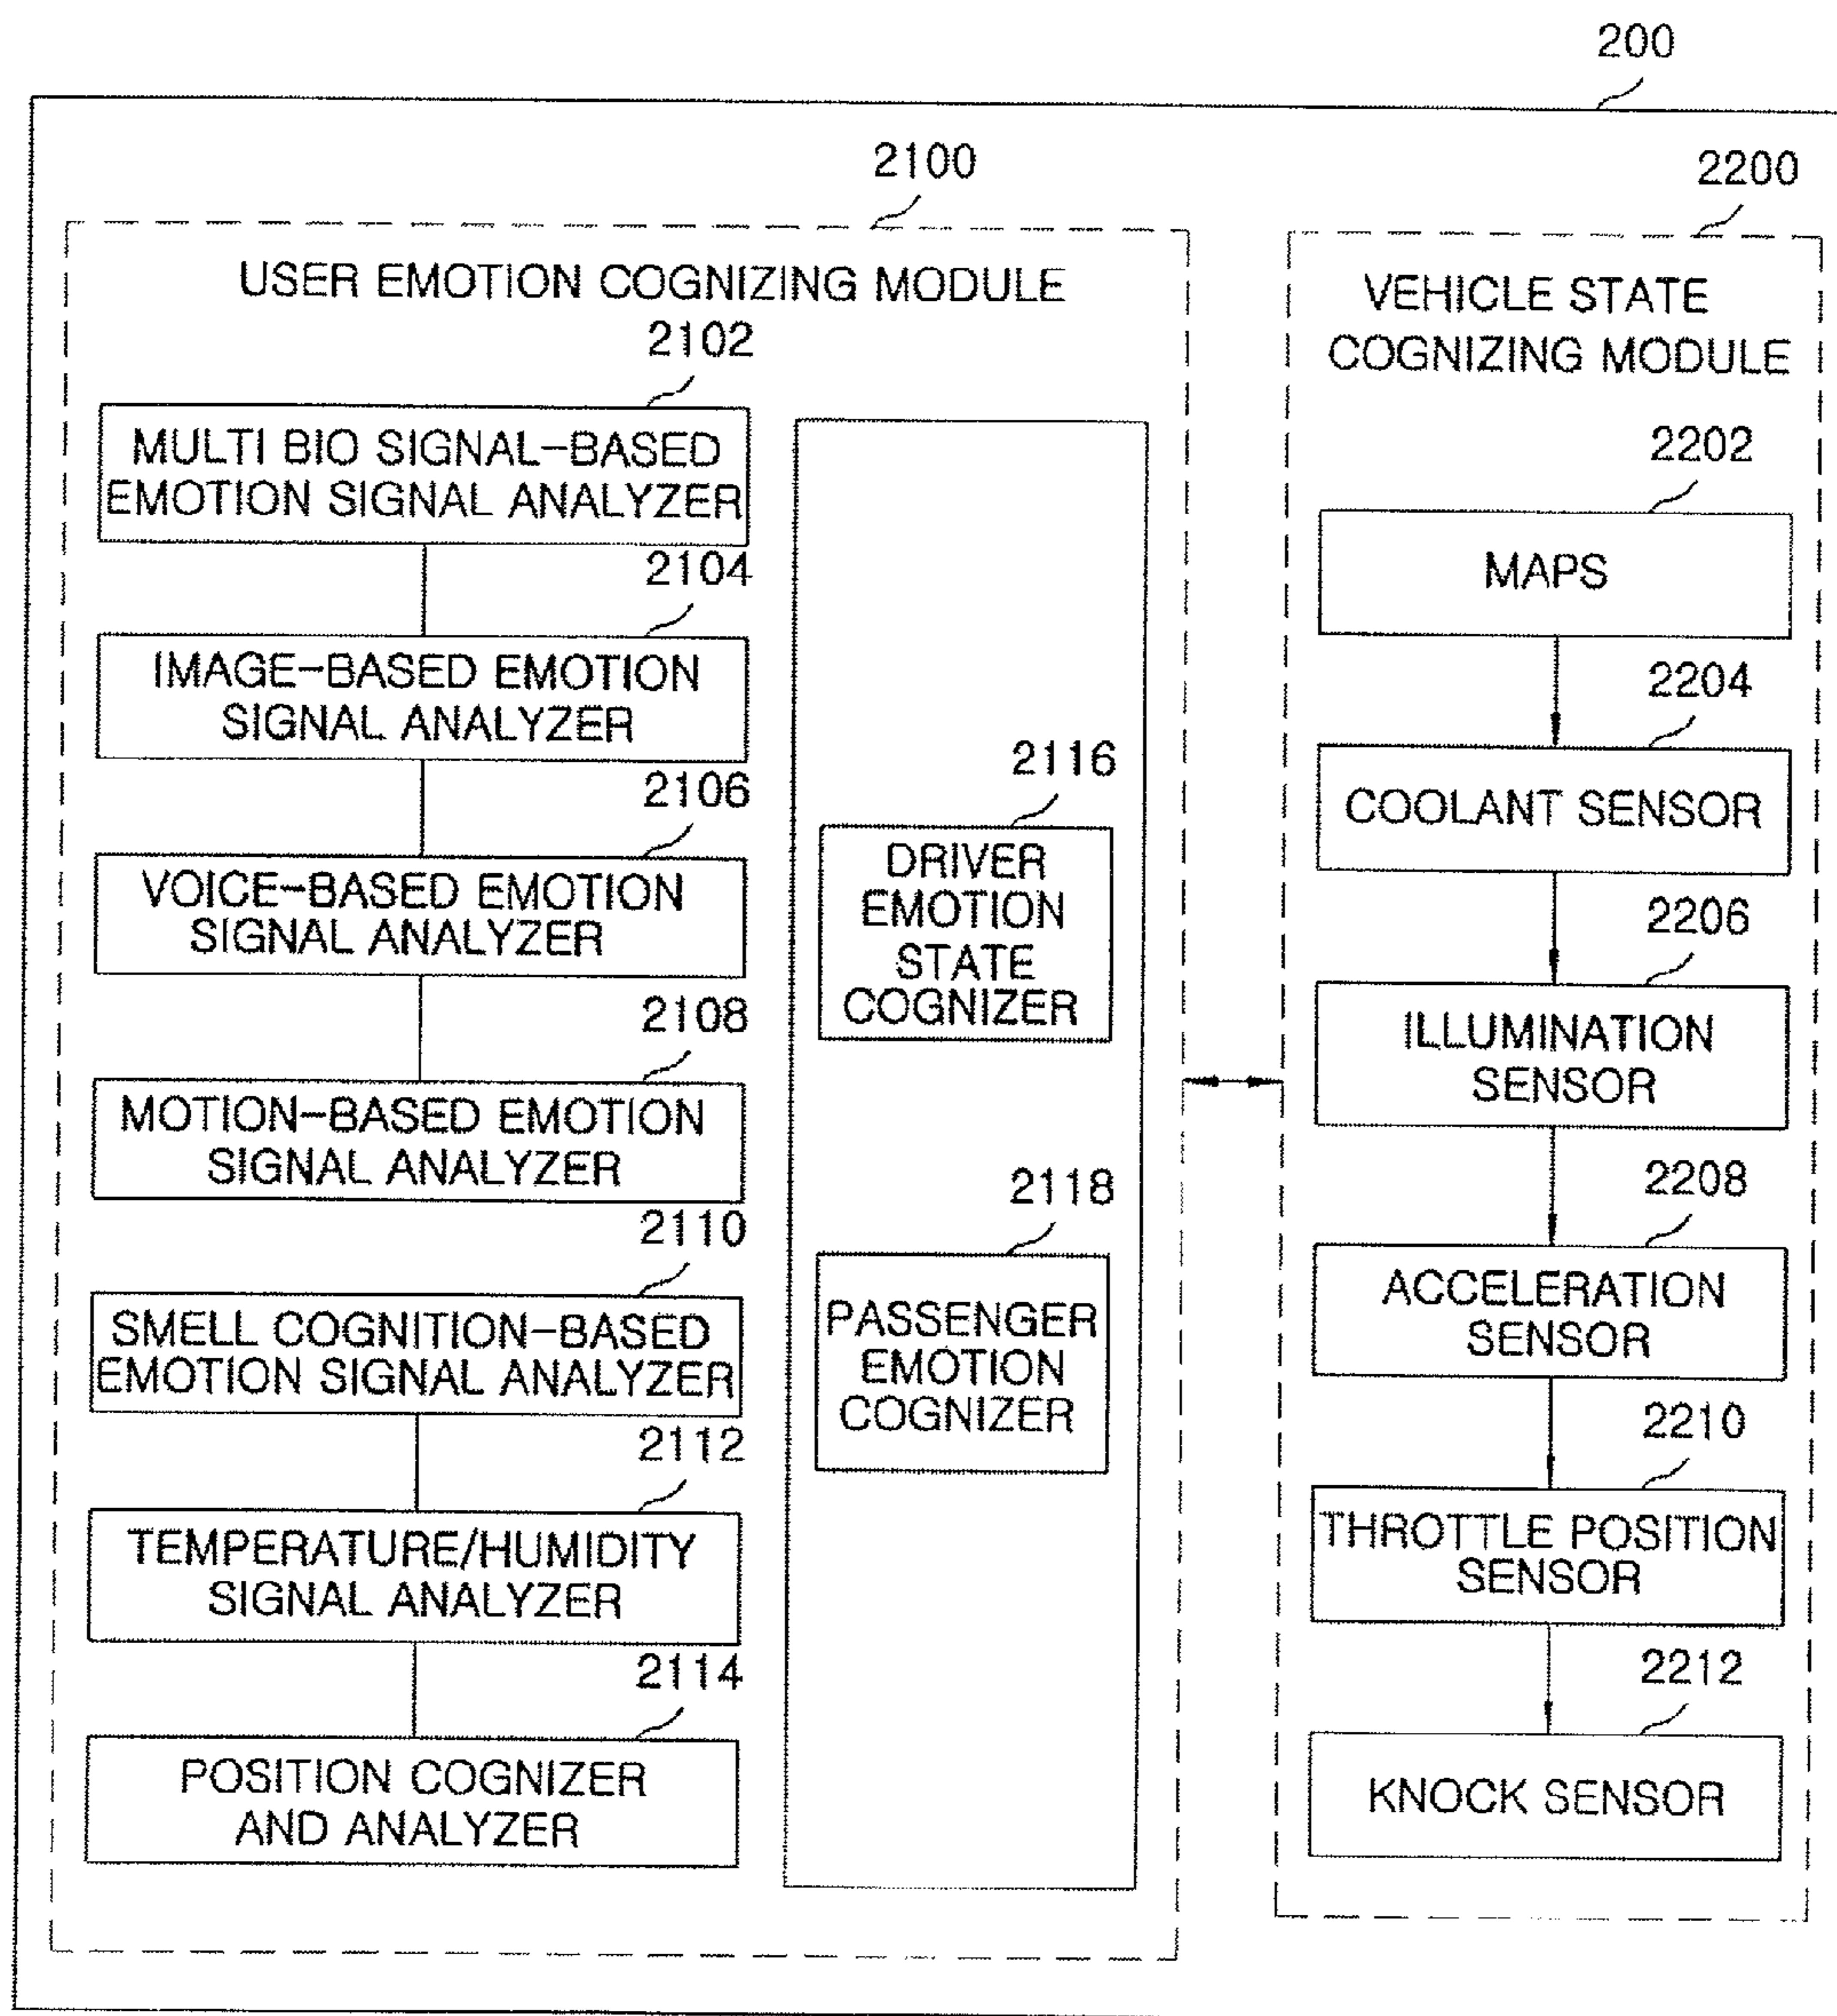 200
2100
USER EMOTION COGNIZING MODULE
2102
MULTI BIO SIGNAL-BASED
EMOTION SIGNAL ANALYZER
2104
IMAGE-BASED EMOTION
SIGNAL ANALYZER
2106
VOICE-BASED EMOTION
SIGNAL ANALYZER
2108
MOTION-BASED EMOTION
SIGNAL ANALYZER
2110
SMELL COGNITION-BASED
EMOTION SIGNAL ANALYZER
2112
TEMPERATURE/HUMIDITY
SIGNAL ANALYZER
2114
POSITION COGNIZER
AND ANALYZER
2116
DRIVER
EMOTION
STATE
COGNIZER
2118
PASSENGER
EMOTION
COGNIZER
2200
VEHICLE STATE
COGNIZING MODULE
2202
MAPS
2204
COOLANT SENSOR
2206
ILLUMINATION
SENSOR
2208
ACCELERATION
SENSOR
2210
THROTTLE POSITION
SENSOR
2212
KNOCK SENSOR